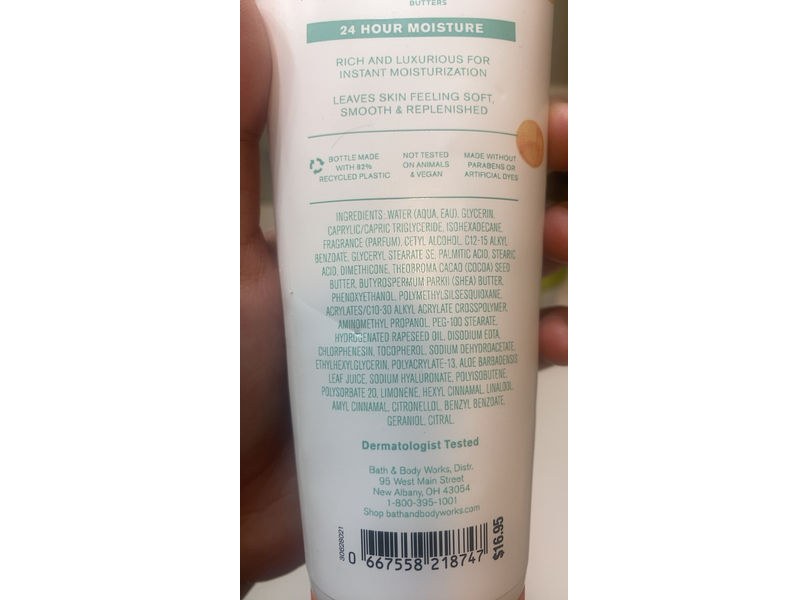 BUTTERS
24 HOUR MOISTURE
RICH AND LUXURIOUS FOR
INSTANT MOISTURIZATION
LEAVES SKIN FEELING SOFT,
SMOOTH & REPLENISHED
BOTTLE MADE
WITH 92%
RECYCLED PLASTIC
NOT TESTED
ON ANIMALS
& VEGAN
MADE WITHOUT
PARABENS OR
ARTIFICIAL DYES
INGREDIENTS: WATER (AQUA, EAU), GLYCERIN,
CAPRYLIC/CAPRIC TRIGLYCERIDE, ISOHEXADECANE,
FRAGRANCE (PARFUM), CETYL ALCOHOL, C12-15 ALKYL
BENZOATE, GLYCERYL STEARATE SE, PALMITIC ACID, STEARIC
ACID, DIMETHICONE, THEOBROMA CACAO (COCOA) SEED
BUTTER, BUTYROSPERMUM PARKII (SHEA) BUTTER,
PHENOXYETHANOL, POLYMETHYLSILSESQUIOXANE,
ACRYLATES/C10-30 ALKYL ACRYLATE CROSSPOLYMER,
AMINOMETHYL PROPANOL, PEG-100 STEARATE,
HYDROGENATED RAPESEED OIL, DISODIUM EDTA,
CHLORPHENESIN, TOCOPHEROL, SODIUM DEHYDROACETATE,
ETHYLHEXYLGLYCERIN, POLYACRYLATE-13, ALOE BARBADENSIS
LEAF JUICE, SODIUM HYALURONATE, POLYISOBUTENE,
POLYSORBATE 20, LIMONENE, HEXYL CINNAMAL, LINALOOL,
AMYL CINNAMAL, CITRONELLOL, BENZYL BENZOATE,
GERANIOL, CITRAL.
Dermatologist Tested
Bath & Body Works, Distr.
95 West Main Street
New Albany, OH 43054
1-800-395-1001
Shop bathandbodyworks.com
0 667558 218747
$16.95